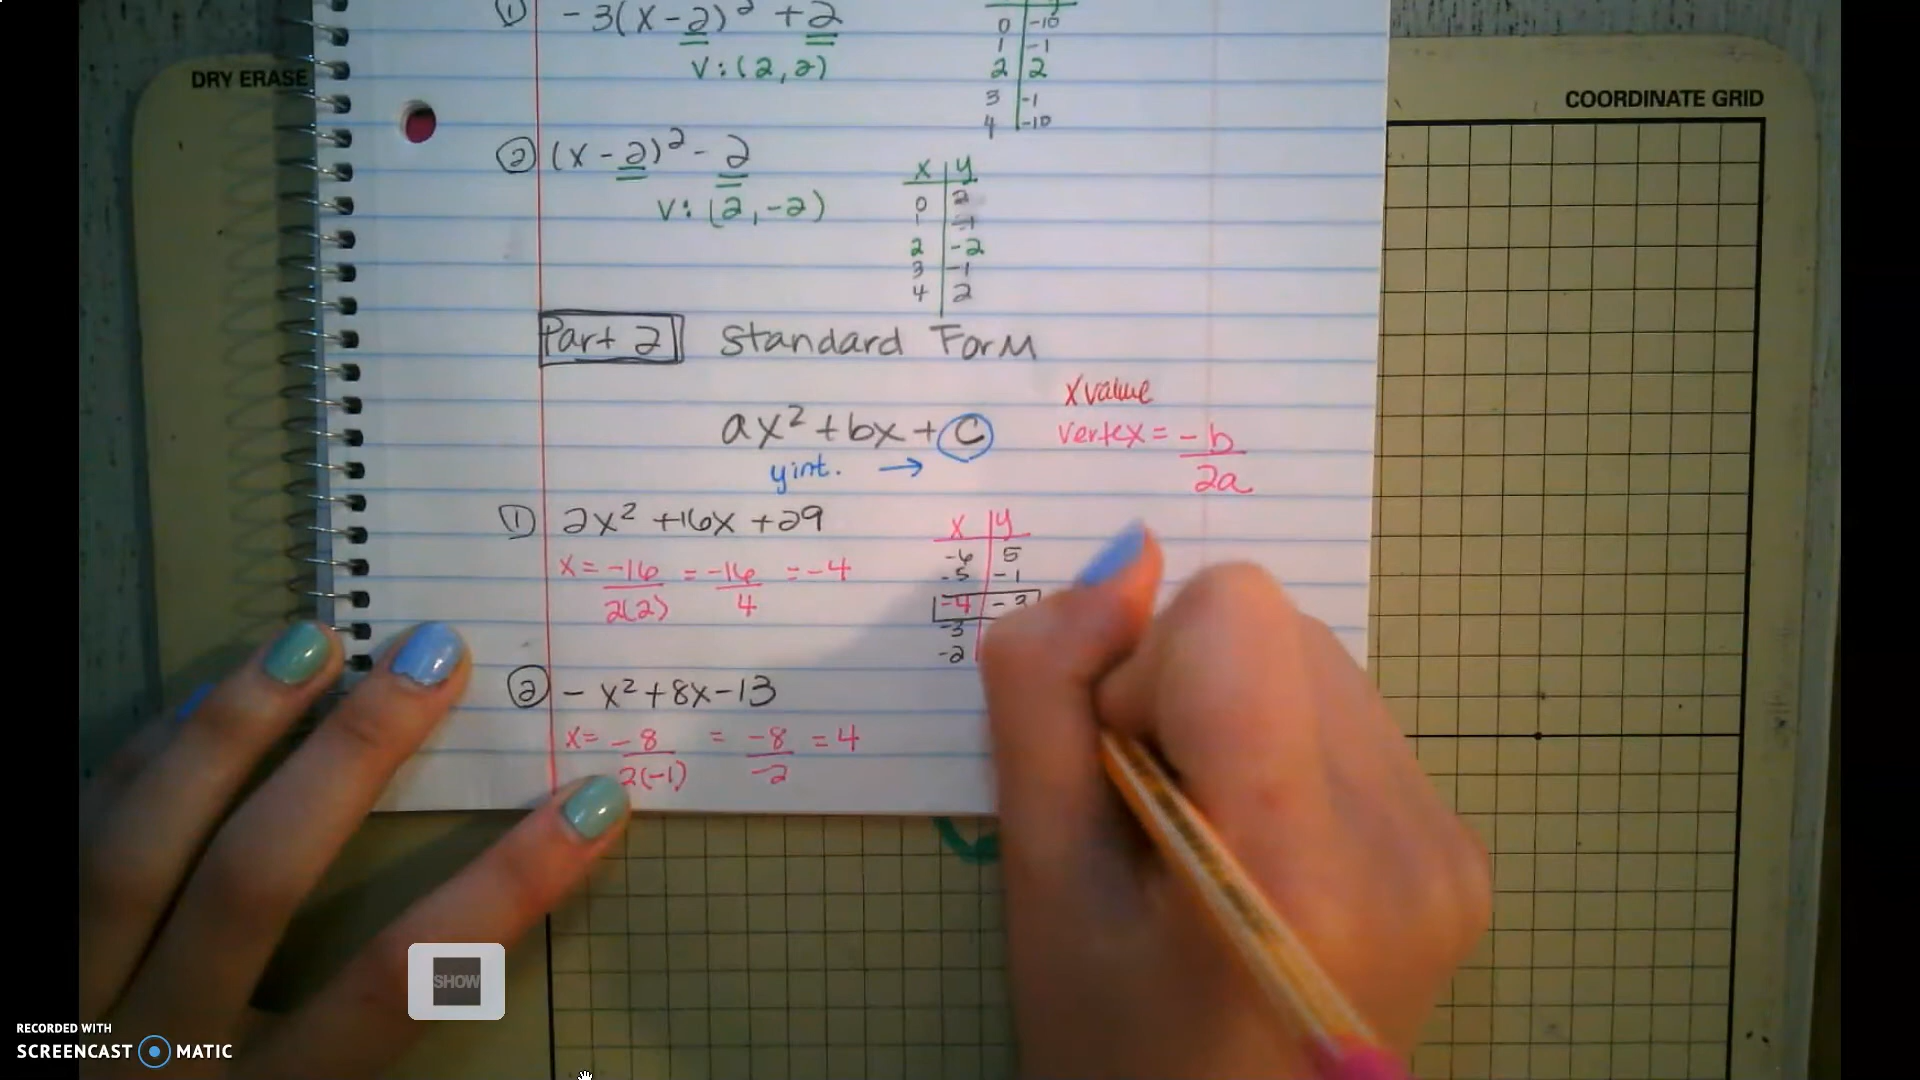 ① -3(x-2)² +2
0 -10
1 -1
V: (2,2)
2 2
3 -1
4 -10
DRY ERASE
COORDINATE GRID
② (x-2)² - 2
V: (2,-2)
x y
0 2
1 -1
2 -2
3 -1
4 2
Part 2 Standard Form
ax² + bx + c
y int. →
x value
vertex = -b/2a
① 2x² +16x +29
x = -16/2(2) = -16/4 = -4
x y
-6 5
-5 -1
-4 -3
-3
-2
② - x² + 8x - 13
x = -8/2(-1) = -8/-2 = 4
SHOW
RECORDED WITH
SCREENCAST MATIC